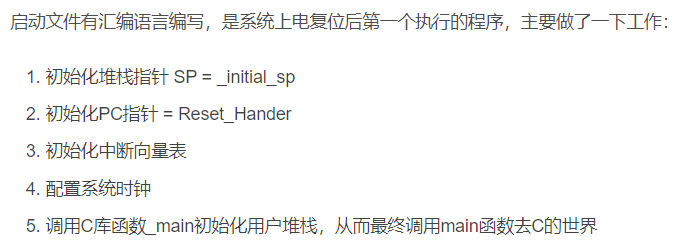 启动文件有汇编语言编写，是系统上电复位后第一个执行的程序，主要做了一下工作：
1. 初始化堆栈指针 SP = _initial_sp
2. 初始化PC指针 = Reset_Hander
3. 初始化中断向量表
4. 配置系统时钟
5. 调用C库函数_main初始化用户堆栈，从而最终调用main函数去C的世界